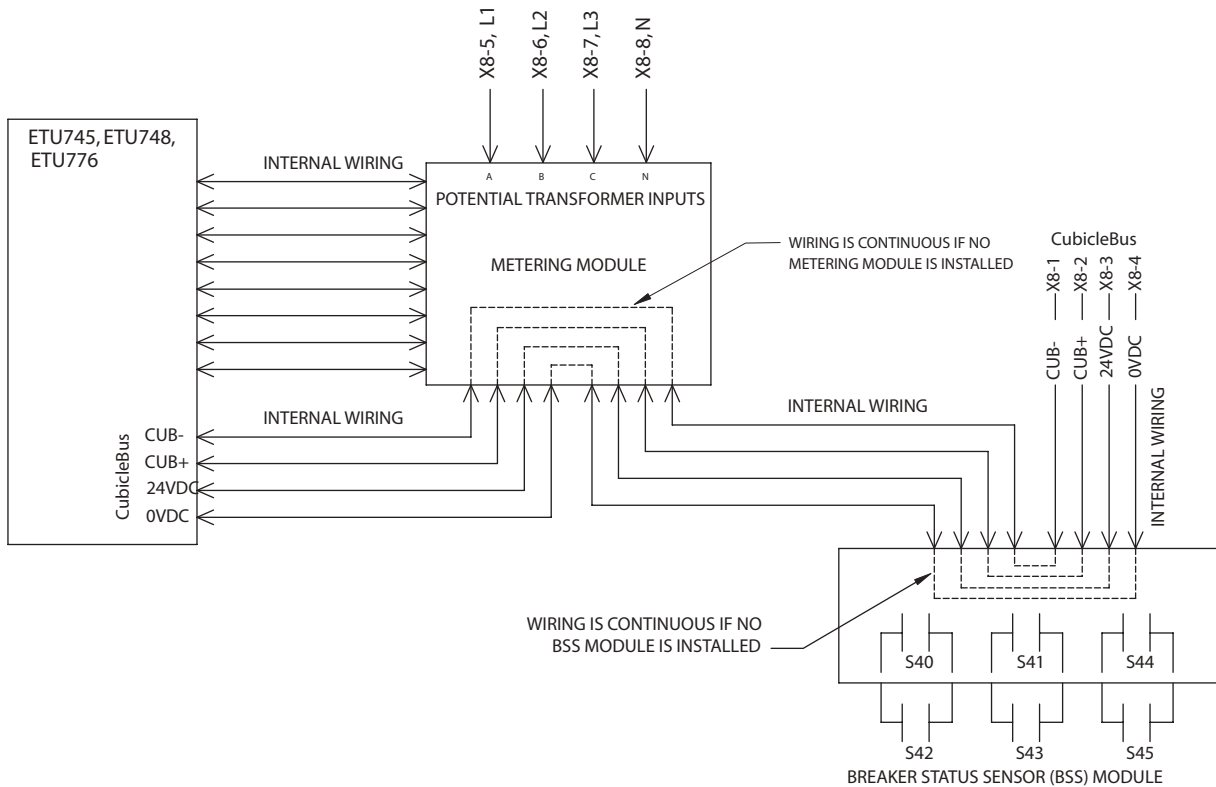 X8-5, L1
X8-6, L2
X8-7, L3
X8-8, N
ETU745, ETU748,
ETU776
INTERNAL WIRING
A
B
C
N
POTENTIAL TRANSFORMER INPUTS
METERING MODULE
WIRING IS CONTINUOUS IF NO
METERING MODULE IS INSTALLED
CubicleBus
X8-1
X8-2
X8-3
X8-4
CUB-
CUB+
24VDC
0VDC
INTERNAL WIRING
INTERNAL WIRING
INTERNAL WIRING
CubicleBus
CUB-
CUB+
24VDC
0VDC
WIRING IS CONTINUOUS IF NO
BSS MODULE IS INSTALLED
S40
S41
S44
S42
S43
S45
BREAKER STATUS SENSOR (BSS) MODULE